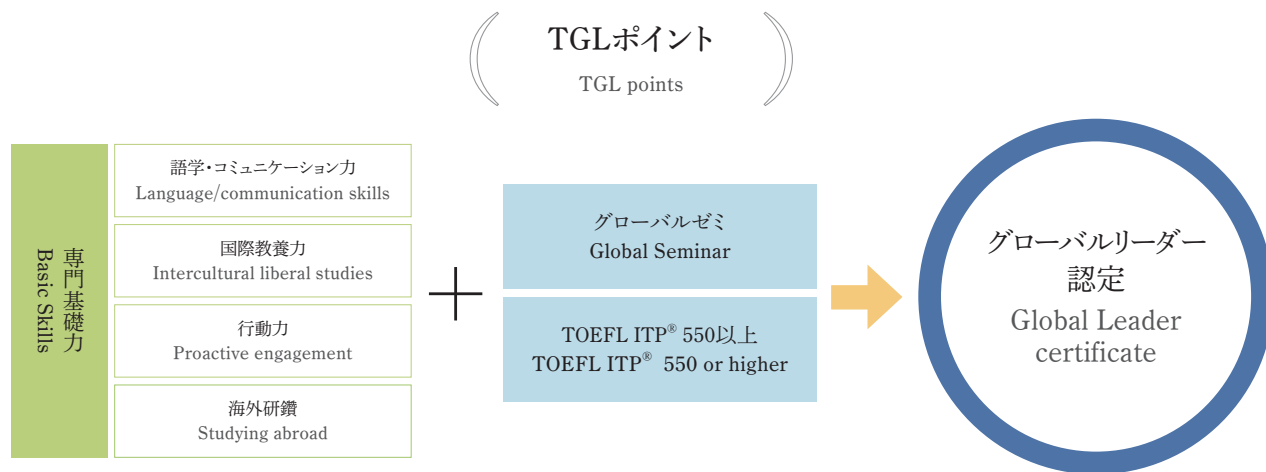 TGLポイント
TGL points
専門基礎力
Basic Skills
語学・コミュニケーション力
Language/communication skills
国際教養力
Intercultural liberal studies
行動力
Proactive engagement
海外研鑽
Studying abroad
グローバルゼミ
Global Seminar
TOEFL ITP® 550以上
TOEFL ITP® 550 or higher
グローバルリーダー
認定
Global Leader
certificate